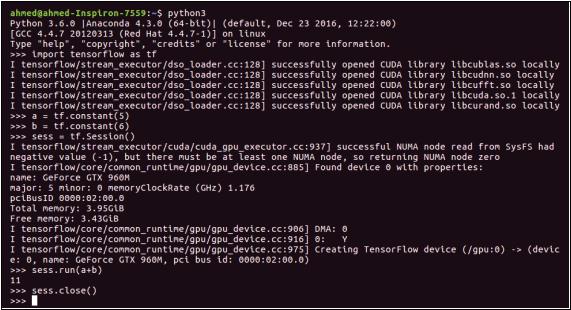 ahmed@ahmed-Inspiron-7559:~$ python3
Python 3.6.0 |Anaconda 4.3.0 (64-bit)| (default, Dec 23 2016, 12:22:00)
[GCC 4.4.7 20120313 (Red Hat 4.4.7-1)] on linux
Type "help", "copyright", "credits" or "license" for more information.
>>> import tensorflow as tf
I tensorflow/stream_executor/dso_loader.cc:128] successfully opened CUDA library libcublas.so locally
I tensorflow/stream_executor/dso_loader.cc:128] successfully opened CUDA library libcudnn.so locally
I tensorflow/stream_executor/dso_loader.cc:128] successfully opened CUDA library libcufft.so locally
I tensorflow/stream_executor/dso_loader.cc:128] successfully opened CUDA library libcuda.so.1 locally
I tensorflow/stream_executor/dso_loader.cc:128] successfully opened CUDA library libcurand.so locally
>>> a = tf.constant(5)
>>> b = tf.constant(6)
>>> sess = tf.Session()
I tensorflow/stream_executor/cuda/cuda_gpu_executor.cc:937] successful NUMA node read from SysFS had
negative value (-1), but there must be at least one NUMA node, so returning NUMA node zero
I tensorflow/core/common_runtime/gpu/gpu_device.cc:885] Found device 0 with properties:
name: GeForce GTX 960M
major: 5 minor: 0 memoryClockRate (GHz) 1.176
pciBusID 0000:02:00.0
Total memory: 3.95GiB
Free memory: 3.43GiB
I tensorflow/core/common_runtime/gpu/gpu_device.cc:906] DMA: 0
I tensorflow/core/common_runtime/gpu/gpu_device.cc:916] 0:   Y
I tensorflow/core/common_runtime/gpu/gpu_device.cc:975] Creating TensorFlow device (/gpu:0) -> (devic
e: 0, name: GeForce GTX 960M, pci bus id: 0000:02:00.0)
>>> sess.run(a+b)
11
>>> sess.close()
>>>